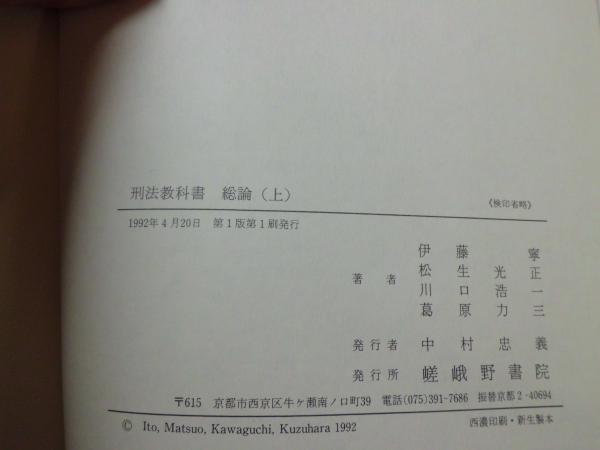 刑法教科書 総論(上)
《検印省略》
1992年4月20日 第1版第1刷発行
伊藤寧
松生光正
著者
川口浩一
葛原力三
発行者 中村忠義
発行所 嵯峨野書院
〒615 京都市西京区牛ケ瀬南ノ口町39 電話(075)391-7686 振替京都2-40694
© Ito, Matsuo, Kawaguchi, Kuzuhara 1992
西濃印刷・新生製本